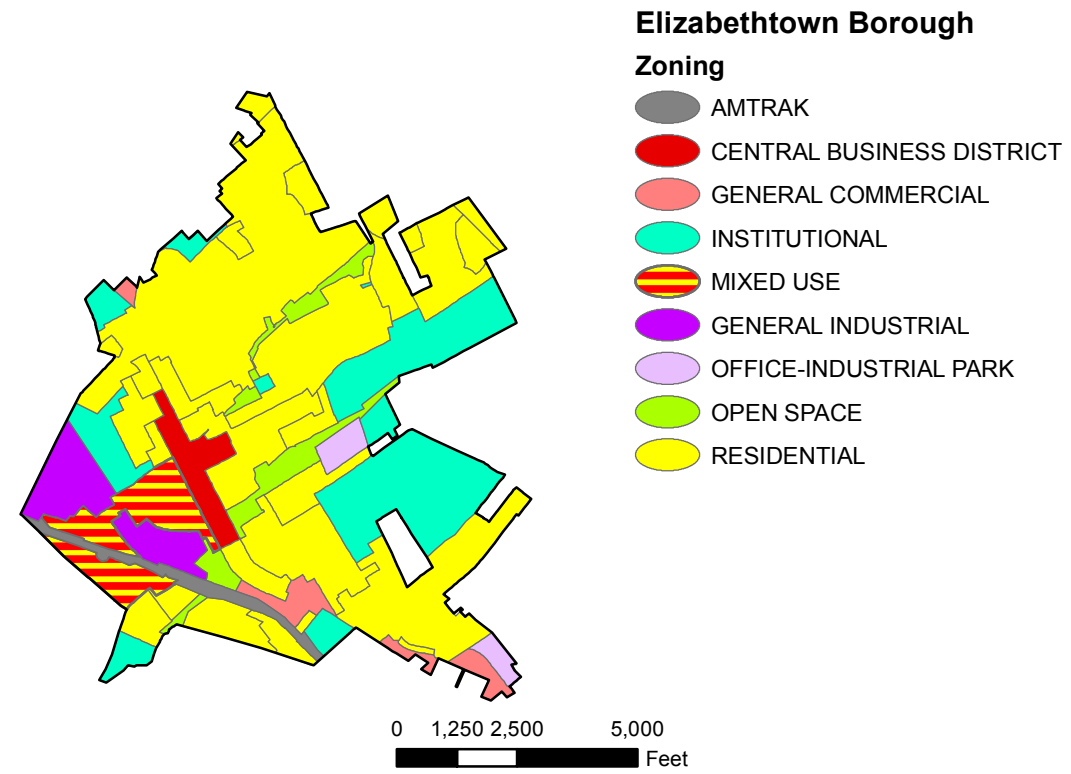 Elizabethtown Borough
Zoning
AMTRAK
CENTRAL BUSINESS DISTRICT
GENERAL COMMERCIAL
INSTITUTIONAL
MIXED USE
GENERAL INDUSTRIAL
OFFICE-INDUSTRIAL PARK
OPEN SPACE
RESIDENTIAL
0 1,250 2,500 5,000
Feet